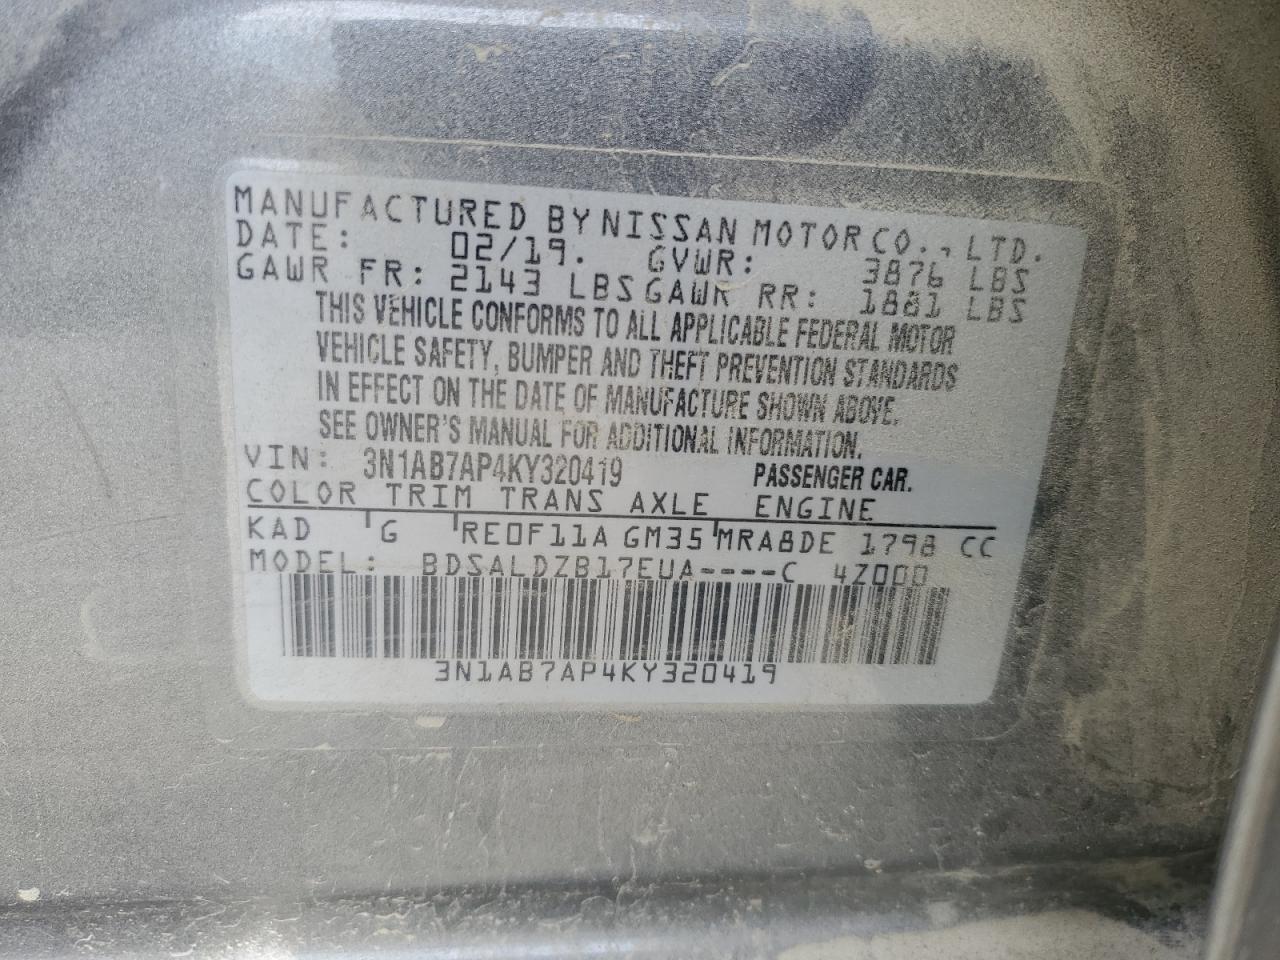 MANUFACTURED BY NISSAN MOTOR CO., LTD.
DATE: 02/19. GVWR: 3876 LBS
GAWR FR: 2143 LBS GAWR RR: 1881 LBS
THIS VEHICLE CONFORMS TO ALL APPLICABLE FEDERAL MOTOR
VEHICLE SAFETY, BUMPER AND THEFT PREVENTION STANDARDS
IN EFFECT ON THE DATE OF MANUFACTURE SHOWN ABOVE.
SEE OWNER'S MANUAL FOR ADDITIONAL INFORMATION.
VIN: 3N1AB7AP4KY320419 PASSENGER CAR.
COLOR TRIM TRANS AXLE ENGINE
KAD G RE0F11A GM35 MRA8DE 1798 CC
MODEL: BDSALDZB17EUA----C 4Z000
3N1AB7AP4KY320419